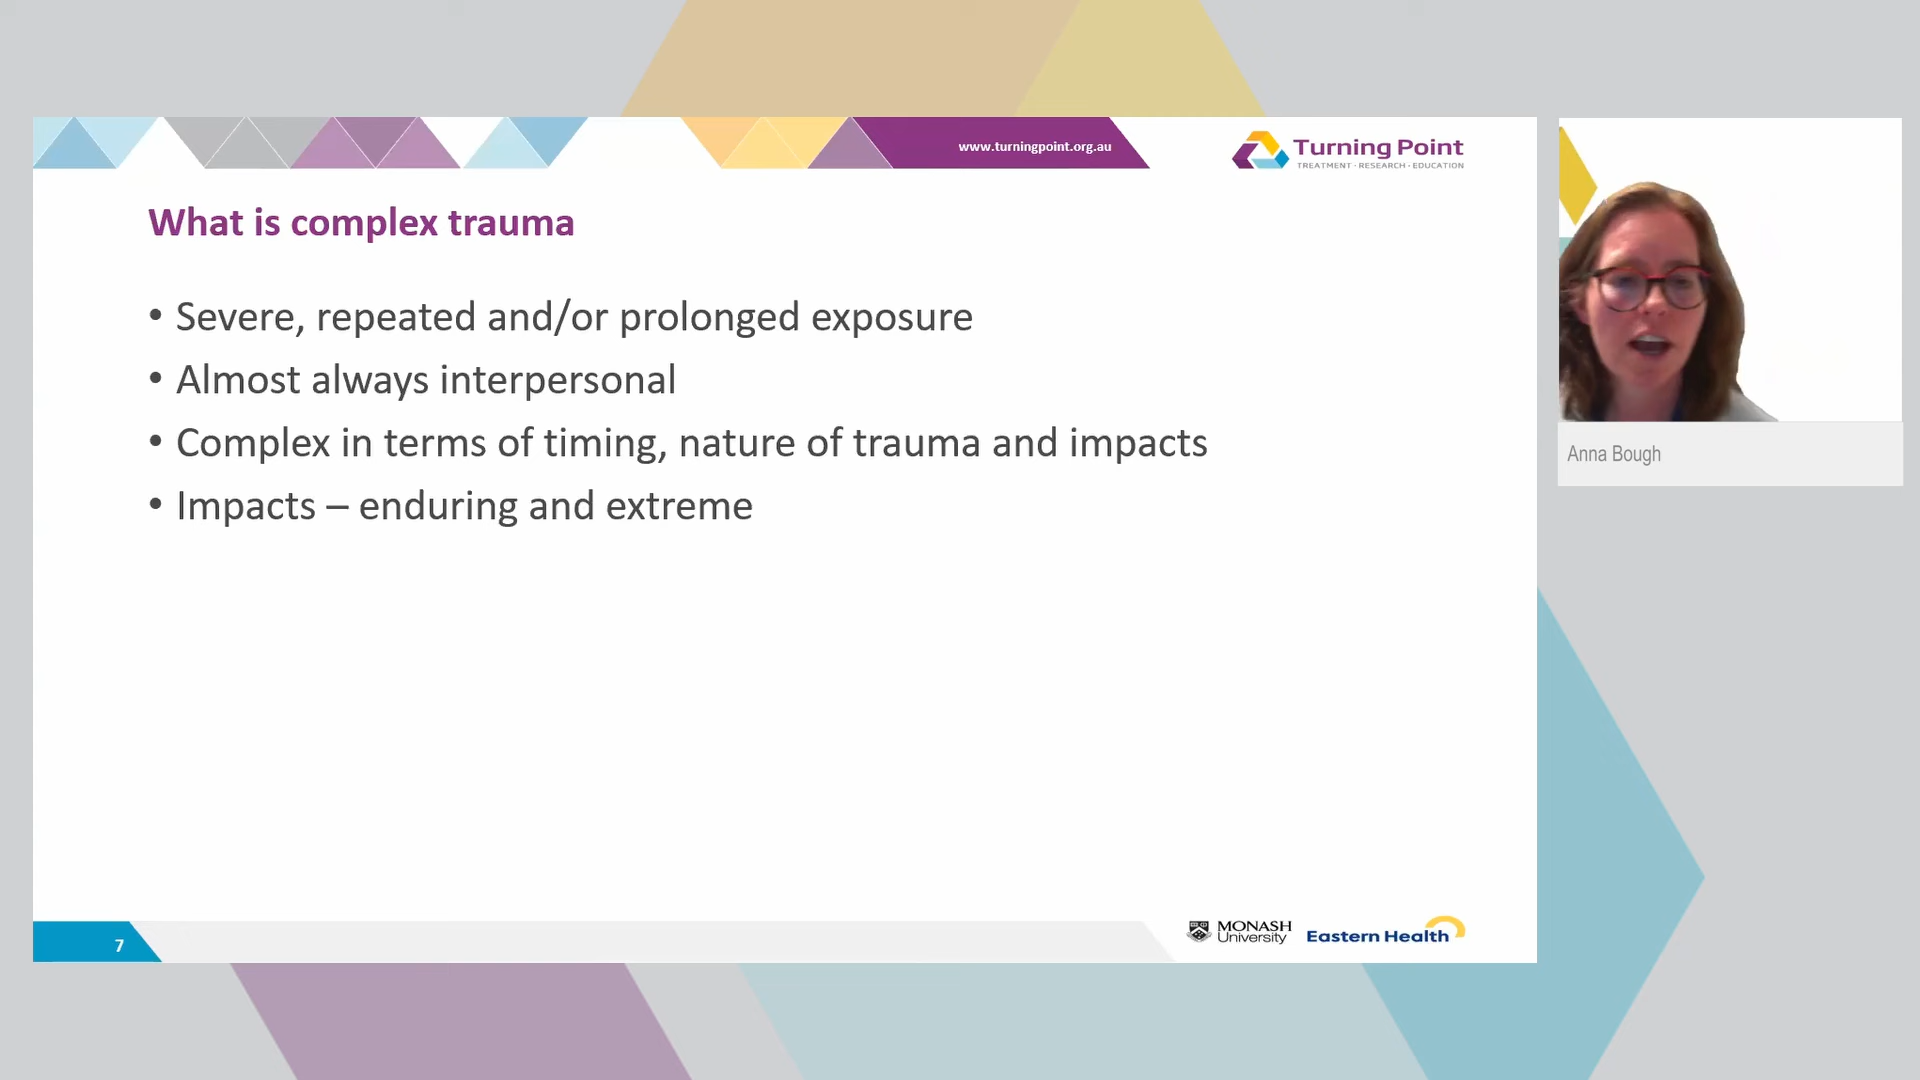 www.turningpoint.org.au
Turning Point
TREATMENT · RESEARCH · EDUCATION
What is complex trauma
• Severe, repeated and/or prolonged exposure
• Almost always interpersonal
• Complex in terms of timing, nature of trauma and impacts
• Impacts – enduring and extreme
Anna Bough
7
MONASH
University
Eastern Health